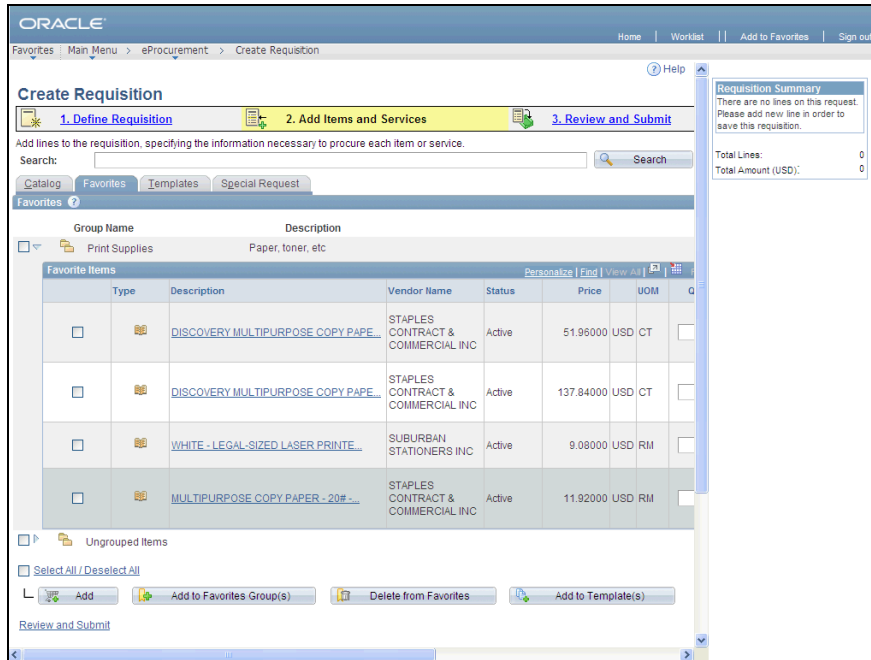 ORACLE
Home | Worklist || Add to Favorites | Sign out
Favorites | Main Menu > eProcurement > Create Requisition
Help
Create Requisition
1. Define Requisition 2. Add Items and Services 3. Review and Submit
Add lines to the requisition, specifying the information necessary to procure each item or service.
Search: Search
Catalog Favorites Templates Special Request
Favorites
Group Name Description
Print Supplies Paper, toner, etc
Favorite Items Personalize | Find | View All | | F
Type Description Vendor Name Status Price UOM Q
DISCOVERY MULTIPURPOSE COPY PAPE... STAPLES CONTRACT & COMMERCIAL INC Active 51.96000 USD CT
DISCOVERY MULTIPURPOSE COPY PAPE... STAPLES CONTRACT & COMMERCIAL INC Active 137.84000 USD CT
WHITE - LEGAL-SIZED LASER PRINTE... SUBURBAN STATIONERS INC Active 9.08000 USD RM
MULTIPURPOSE COPY PAPER - 20# -... STAPLES CONTRACT & COMMERCIAL INC Active 11.92000 USD RM
Ungrouped Items
Select All / Deselect All
Add Add to Favorites Group(s) Delete from Favorites Add to Template(s)
Review and Submit
Requisition Summary
There are no lines on this request.
Please add new line in order to
save this requisition.
Total Lines: 0
Total Amount (USD): 0